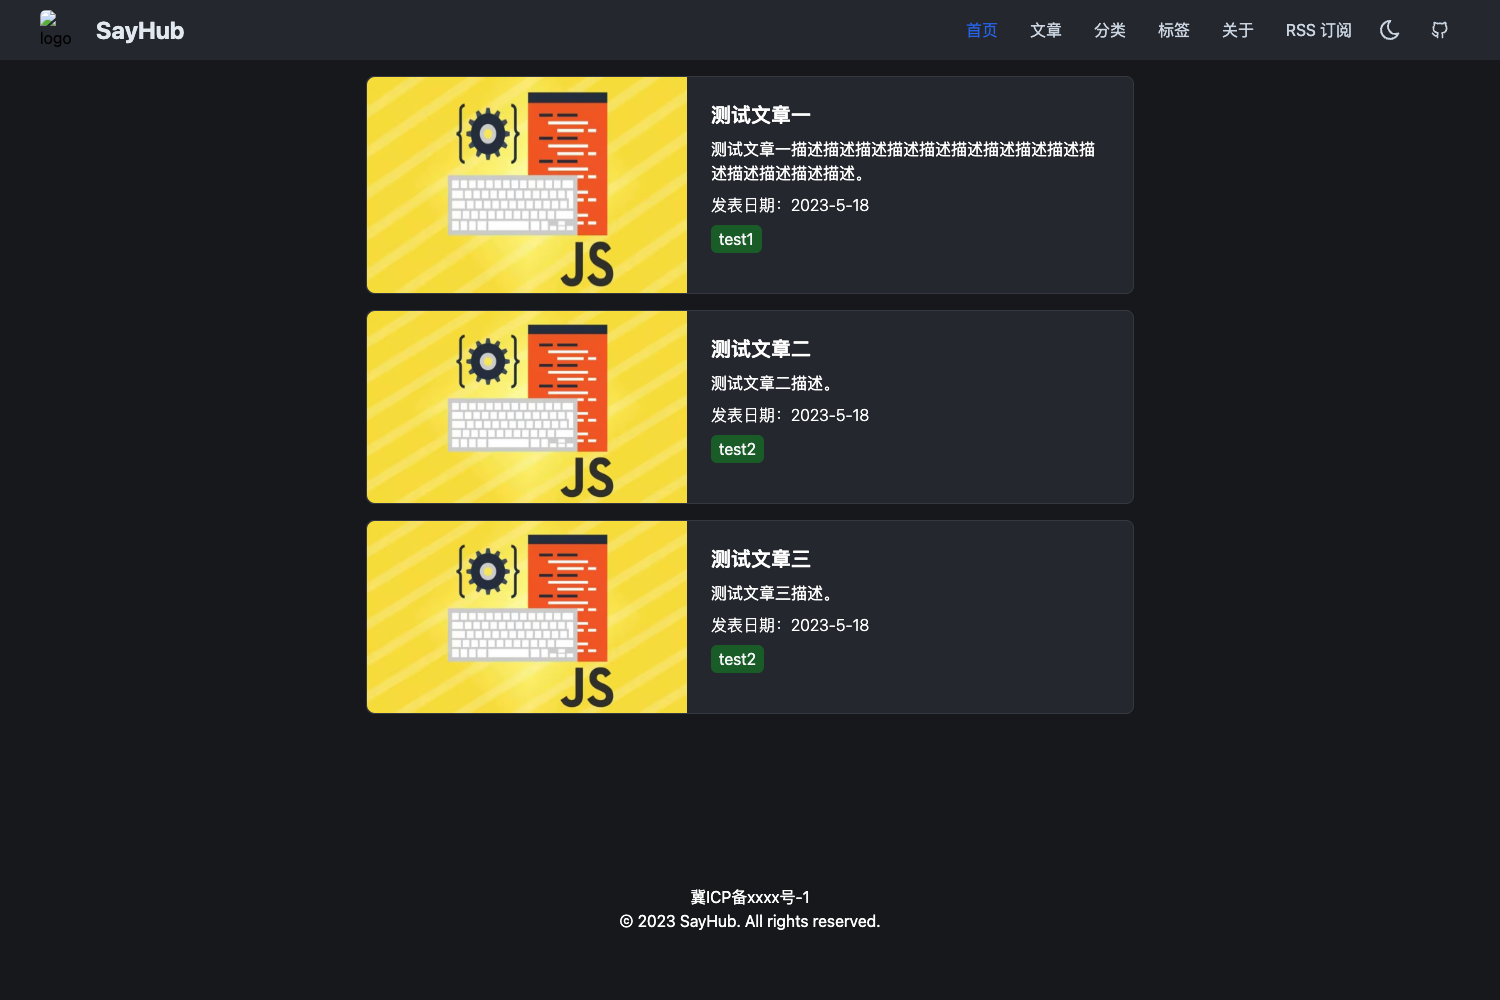 logo
SayHub
首页 文章 分类 标签 关于 RSS 订阅
JS
测试文章一
测试文章一描述描述描述描述描述描述描述描述描述描
述描述描述描述描述。
发表日期：2023-5-18
test1
JS
测试文章二
测试文章二描述。
发表日期：2023-5-18
test2
JS
测试文章三
测试文章三描述。
发表日期：2023-5-18
test2
冀ICP备xxxx号-1
© 2023 SayHub. All rights reserved.